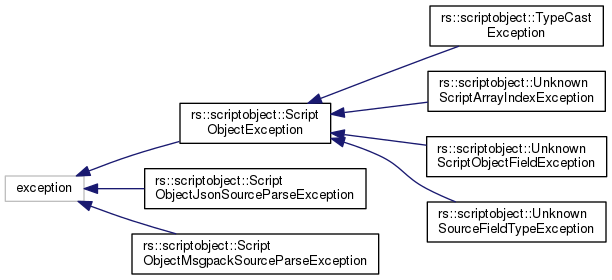 rs::scriptobject::TypeCast
Exception
rs::scriptobject::Unknown
ScriptArrayIndexException
rs::scriptobject::Script
ObjectException
rs::scriptobject::Unknown
ScriptObjectFieldException
exception
rs::scriptobject::Script
ObjectJsonSourceParseException
rs::scriptobject::Unknown
SourceFieldTypeException
rs::scriptobject::Script
ObjectMsgpackSourceParseException